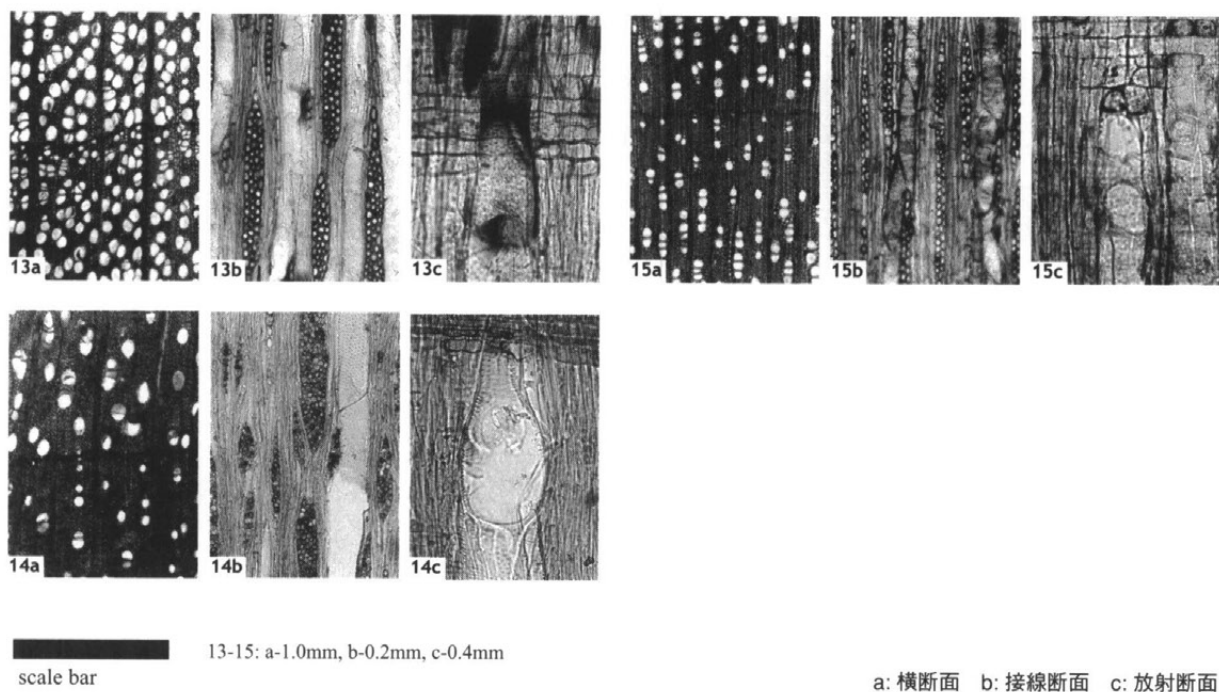 13a
13b
13c
15a
15b
15c
14a
14b
14c
13-15: a-1.0mm, b-0.2mm, c-0.4mm
scale bar
a: 横断面 b: 接線断面 c: 放射断面